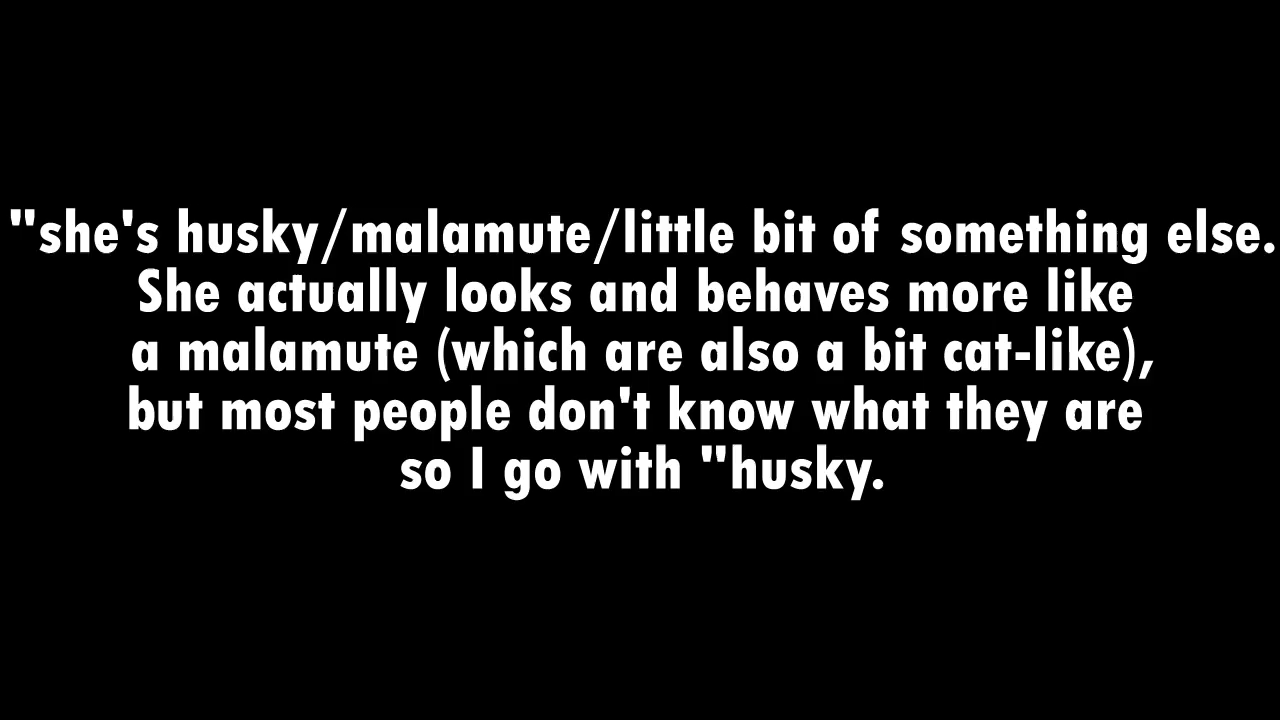 "she's husky/malamute/little bit of something else.
She actually looks and behaves more like
a malamute (which are also a bit cat-like),
but most people don't know what they are
so I go with "husky.